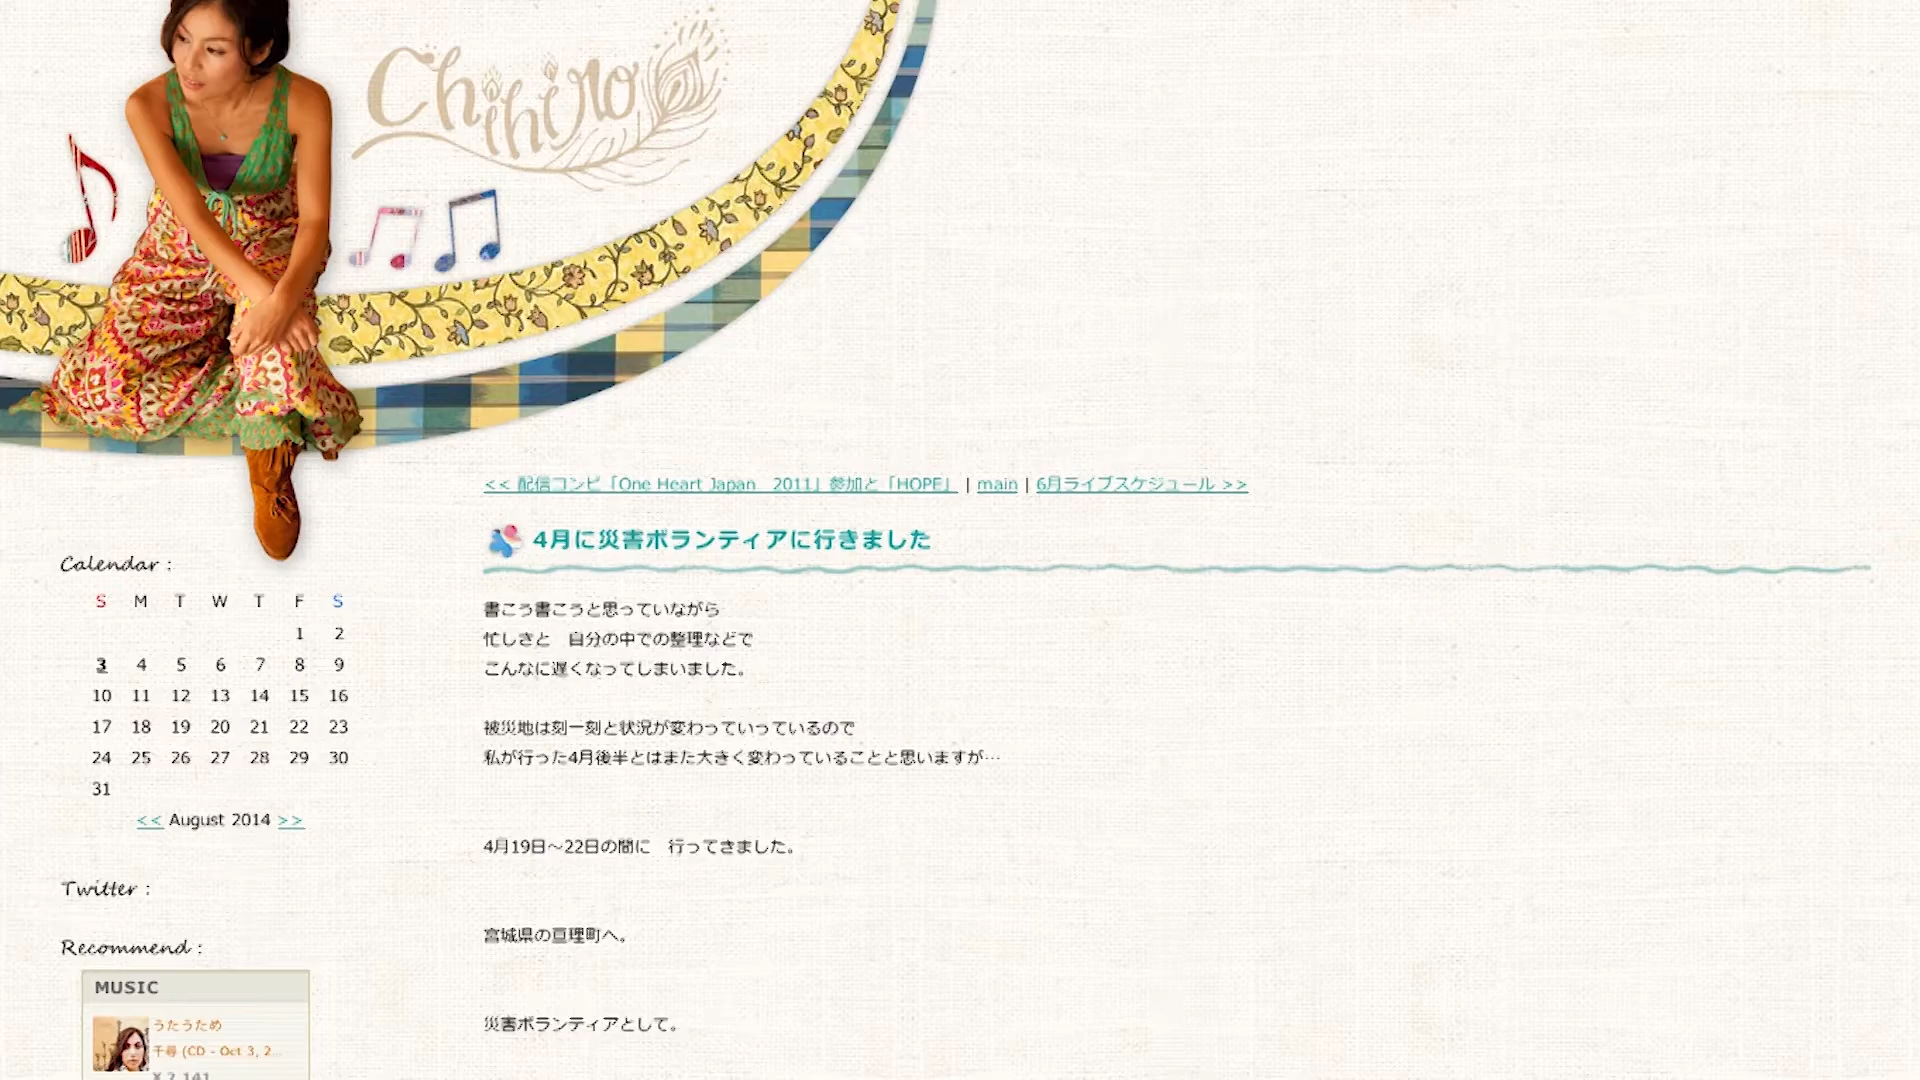 Chihiro
<< 配信コンピ「One Heart Japan　2011」参加と「HOPE」 | main | 6月ライブスケジュール >>
4月に災害ボランティアに行きました
書こう書こうと思っていながら
忙しさと　自分の中での整理などで
こんなに遅くなってしまいました。
被災地は刻一刻と状況が変わっていっているので
私が行った4月後半とはまた大きく変わっていることと思いますが…
4月19日～22日の間に　行ってきました。
宮城県の亘理町へ。
災害ボランティアとして。
Calendar :
S M T W T F S
1 2
3 4 5 6 7 8 9
10 11 12 13 14 15 16
17 18 19 20 21 22 23
24 25 26 27 28 29 30
31
<< August 2014 >>
Twitter :
Recommend :
MUSIC
うたうため
千尋 (CD - Oct 3, 2...
¥ 2,141